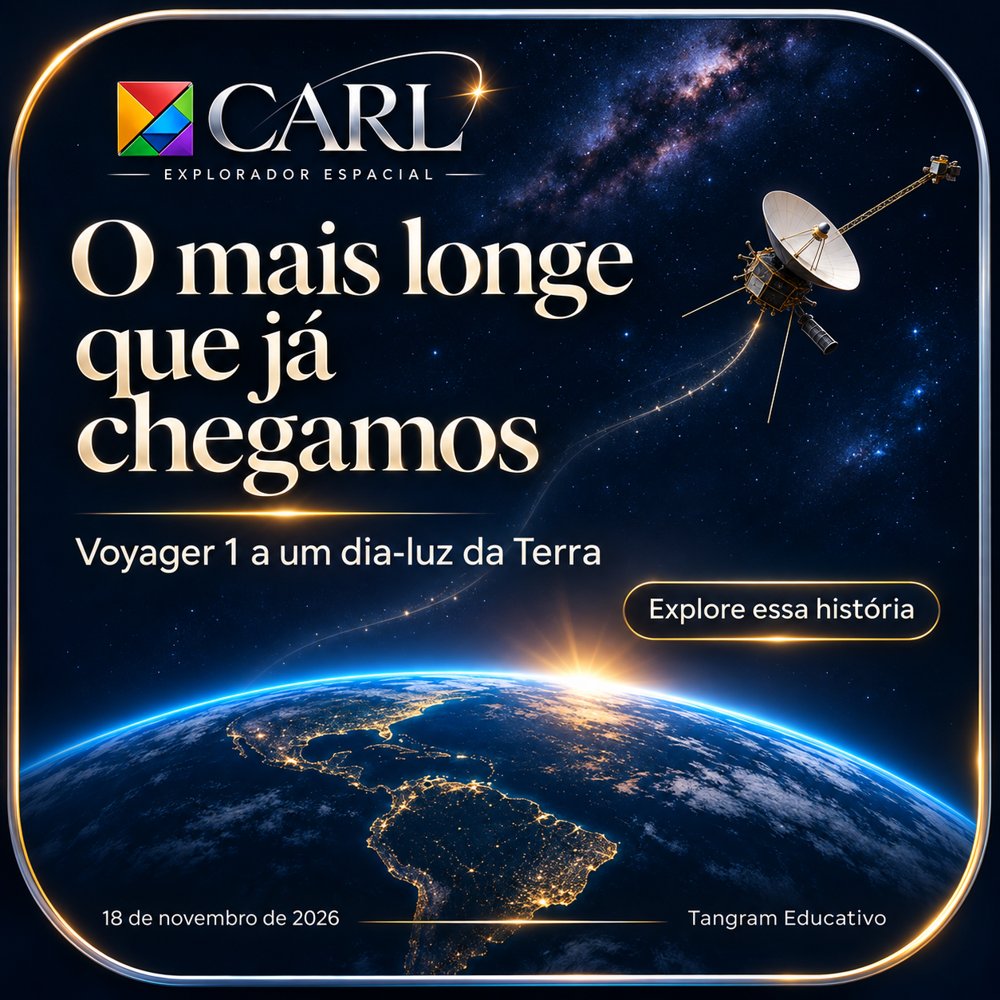 CARL
EXPLORADOR ESPACIAL
O mais longe
que já
chegamos
Voyager 1 a um dia-luz da Terra
Explore essa história
18 de novembro de 2026
Tangram Educativo